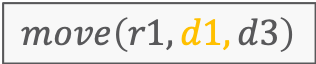 move(r1, d1, d3)